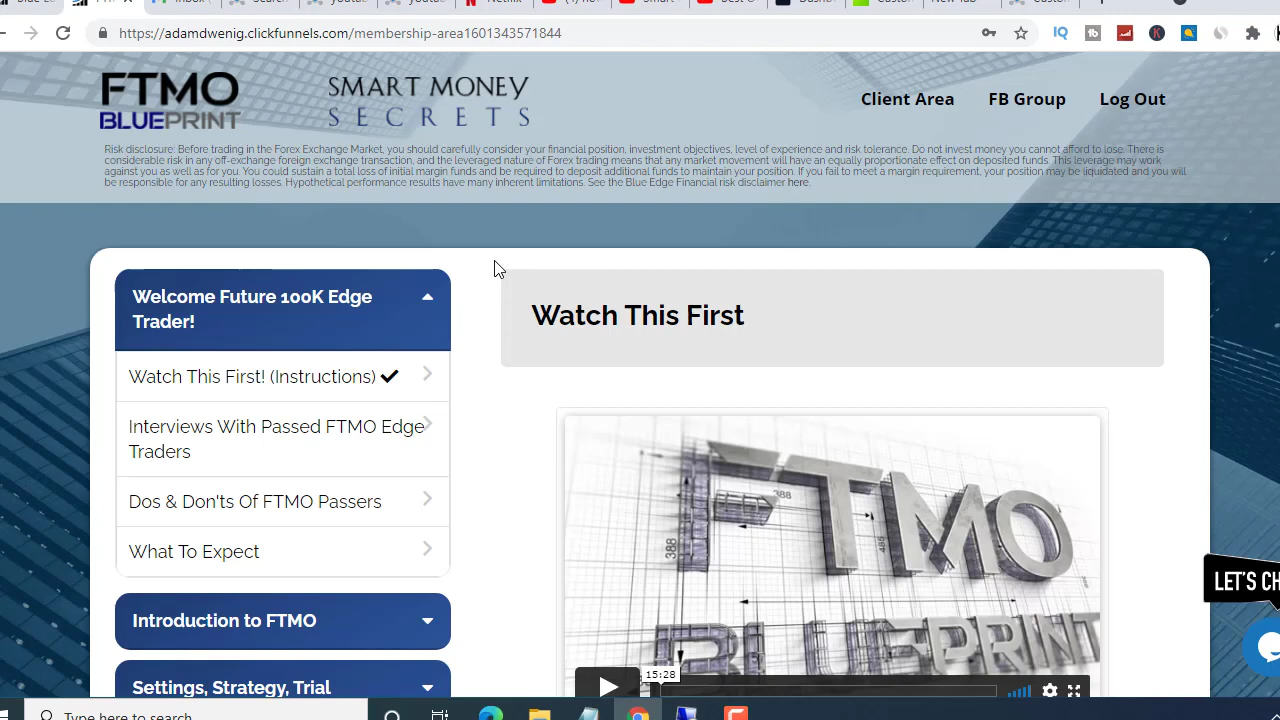 Netflix
https://adamdwenig.clickfunnels.com/membership-area1601343571844
FTMO
BLUEPRINT
SMART MONEY
SECRETS
Client Area
FB Group
Log Out
Risk disclosure: Before trading in the Forex Exchange Market, you should carefully consider your financial position, investment objectives, level of experience and risk tolerance. Do not invest money you cannot afford to lose. There is
considerable risk in any off-exchange foreign exchange transaction, and the leveraged nature of Forex trading means that any market movement will have an equally proportionate effect on deposited funds. This leverage may work
against you as well as for you. You could sustain a total loss of initial margin funds and be required to deposit additional funds to maintain your position. If you fail to meet a margin requirement, your position may be liquidated and you will
be responsible for any resulting losses. Hypothetical performance results have many inherent limitations. See the Blue Edge Financial risk disclaimer here.
Welcome Future 100K Edge
Trader!
Watch This First! (Instructions)
Interviews With Passed FTMO Edge
Traders
Dos & Don'ts Of FTMO Passers
What To Expect
Introduction to FTMO
Settings, Strategy, Trial
Watch This First
388
485
388
FTMO
BLUEPRINT
15:28
LET'S CH
Type here to search